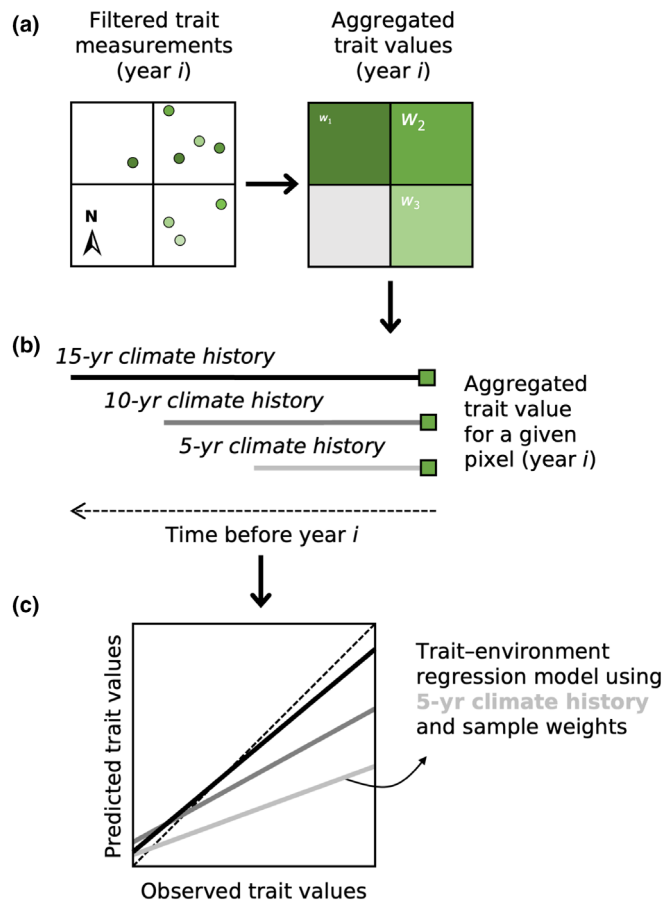 (a)
Filtered trait
measurements
(year i)
Aggregated
trait values
(year i)
w₁
w₂
w₃
N
(b)
15-yr climate history
10-yr climate history
5-yr climate history
Aggregated
trait value
for a given
pixel (year i)
Time before year i
(c)
Predicted trait values
Observed trait values
Trait–environment
regression model using
5-yr climate history
and sample weights